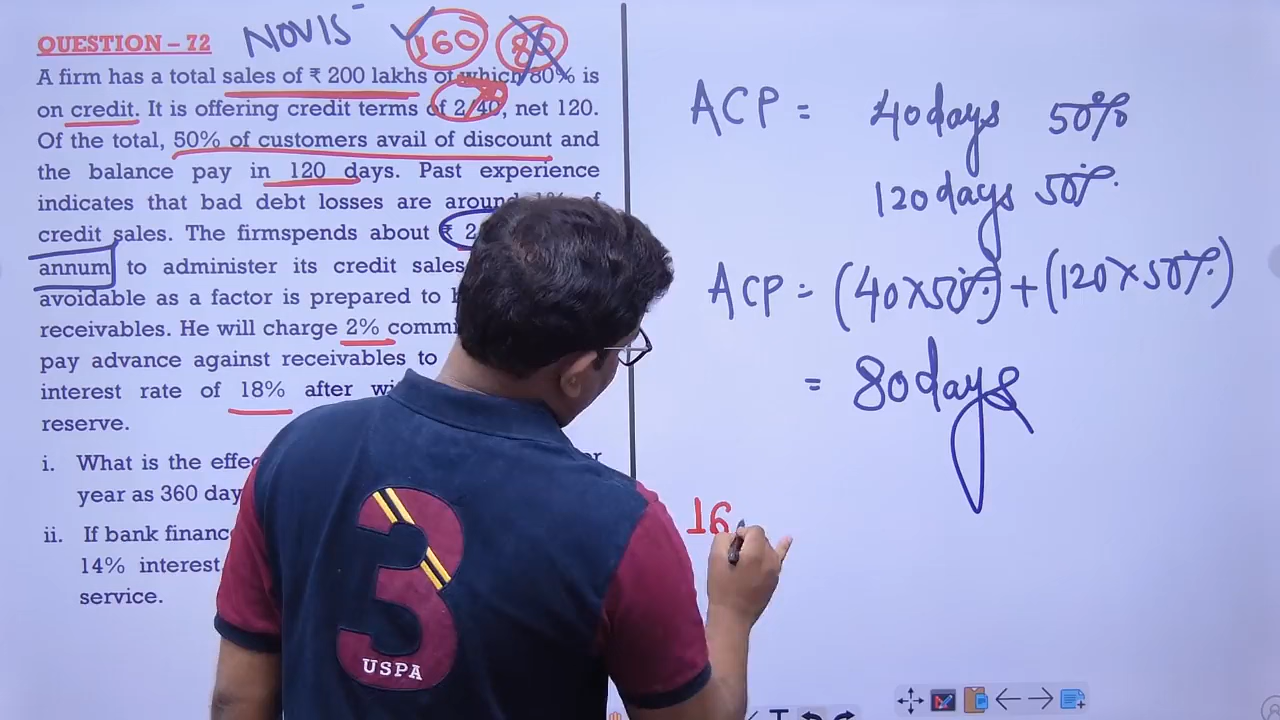 QUESTION – 72 NOVIS 160 80
A firm has a total sales of ₹ 200 lakhs of which 80% is
on credit. It is offering credit terms of 2/40, net 120.
Of the total, 50% of customers avail of discount and
the balance pay in 120 days. Past experience
indicates that bad debt losses are around 1% of
credit sales. The firmspends about ₹ 2
annum to administer its credit sales
avoidable as a factor is prepared to
receivables. He will charge 2%
pay advance against receivables to
interest rate of 18% after
reserve.
i. What is the
year as 360
ii. If bank
14% interest
service.
ACP = 40days 50%
120days 50%
ACP = (40×50%) + (120×50%)
= 80days
16
3
USPA